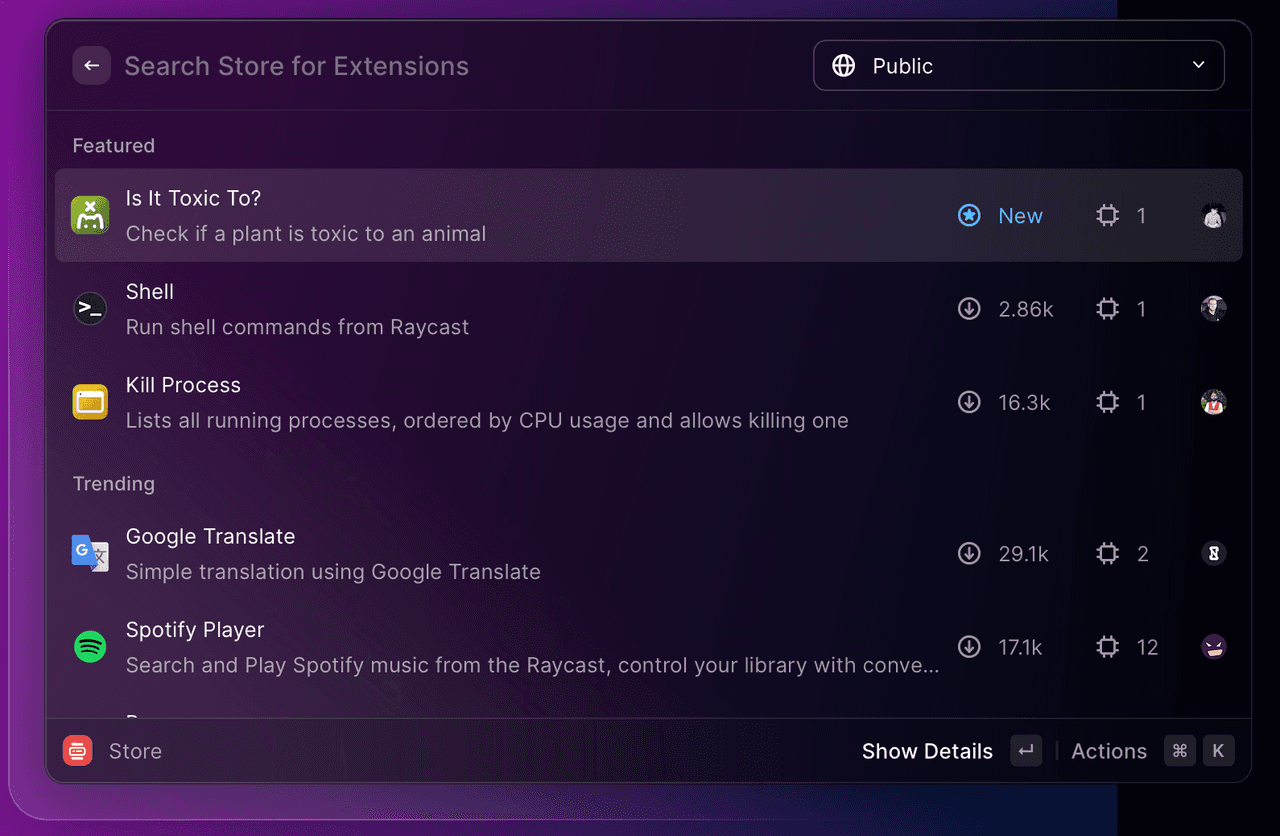 Search Store for Extensions
Public
Featured
Is It Toxic To?
Check if a plant is toxic to an animal
New
1
Shell
Run shell commands from Raycast
2.86k
1
Kill Process
Lists all running processes, ordered by CPU usage and allows killing one
16.3k
1
Trending
Google Translate
Simple translation using Google Translate
29.1k
2
Spotify Player
Search and Play Spotify music from the Raycast, control your library with conve...
17.1k
12
Store
Show Details
Actions
⌘
K